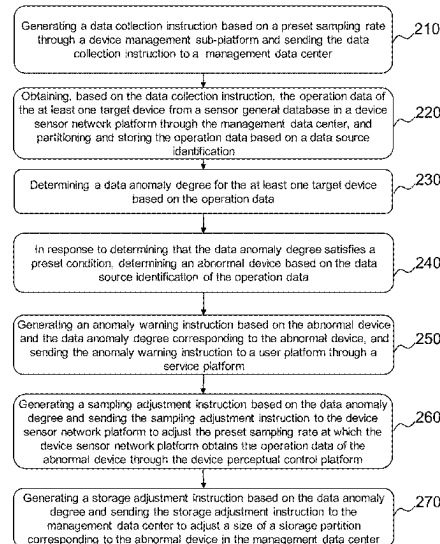 Generating a data collection instruction based on a preset sampling rate
through a device management sub-platform and sending the data
collection instruction to a management data center
210
Obtaining, based on the data collection instruction, the operation data of
the at least one target device from a sensor general database in a device
sensor network platform through the management data center, and
partitioning and storing the operation data based on a data source
identification
220
Determining a data anomaly degree for the at least one target device
based on the operation data
230
In response to determining that the data anomaly degree satisfies a
preset condition, determining an abnormal device based on the data
source identification of the operation data
240
Generating an anomaly warning instruction based on the abnormal device
and the data anomaly degree corresponding to the abnormal device, and
sending the anomaly warning instruction to a user platform through a
service platform
250
Generating a sampling adjustment instruction based on the data anomaly
degree and sending the sampling adjustment instruction to the device
sensor network platform to adjust the preset sampling rate at which the
device sensor network platform obtains the operation data of the
abnormal device through the device perceptual control platform
260
Generating a storage adjustment instruction based on the data anomaly
degree and sending the storage adjustment instruction to the
management data center to adjust a size of a storage partition
corresponding to the abnormal device in the management data center
270